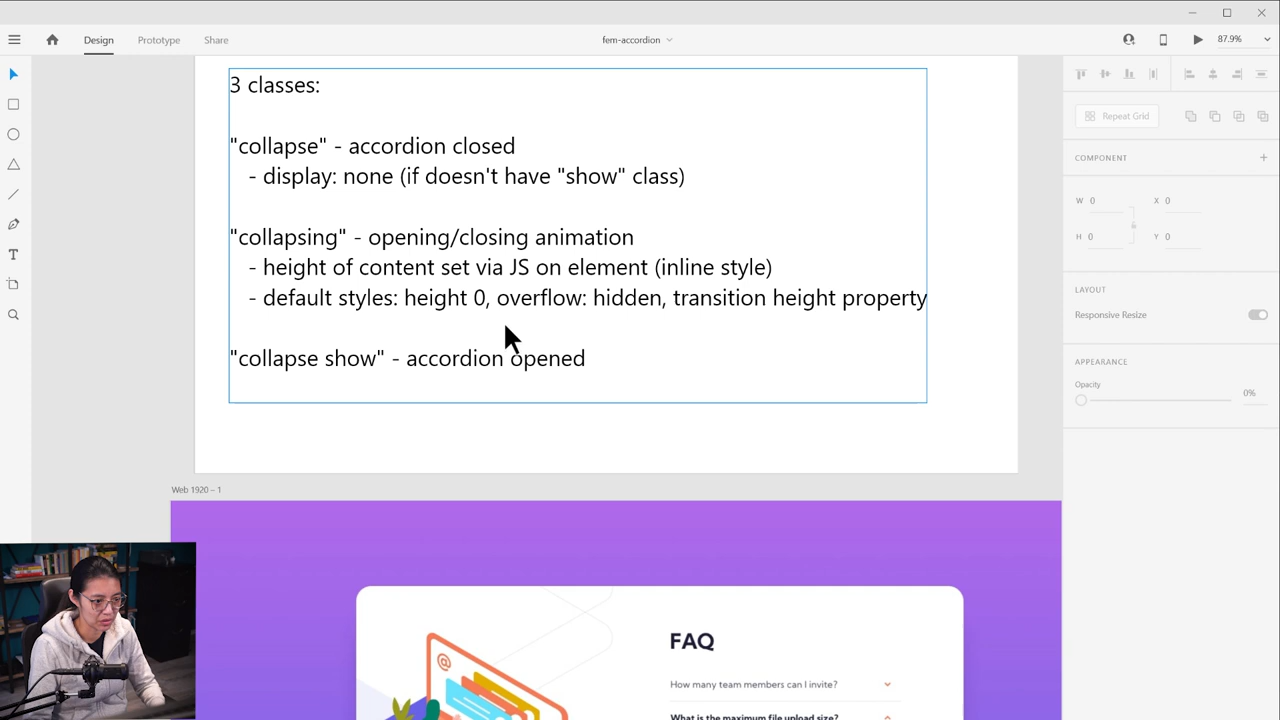 Design
Prototype
Share
fem-accordion
87.9%
3 classes:
"collapse" - accordion closed
- display: none (if doesn't have "show" class)
"collapsing" - opening/closing animation
- height of content set via JS on element (inline style)
- default styles: height 0, overflow: hidden, transition height property
"collapse show" - accordion opened
Repeat Grid
COMPONENT
W 0
X 0
H 0
Y 0
LAYOUT
Responsive Resize
APPEARANCE
Opacity
0%
Web 1920 – 1
@
FAQ
How many team members can I invite?
What is the maximum file upload size?